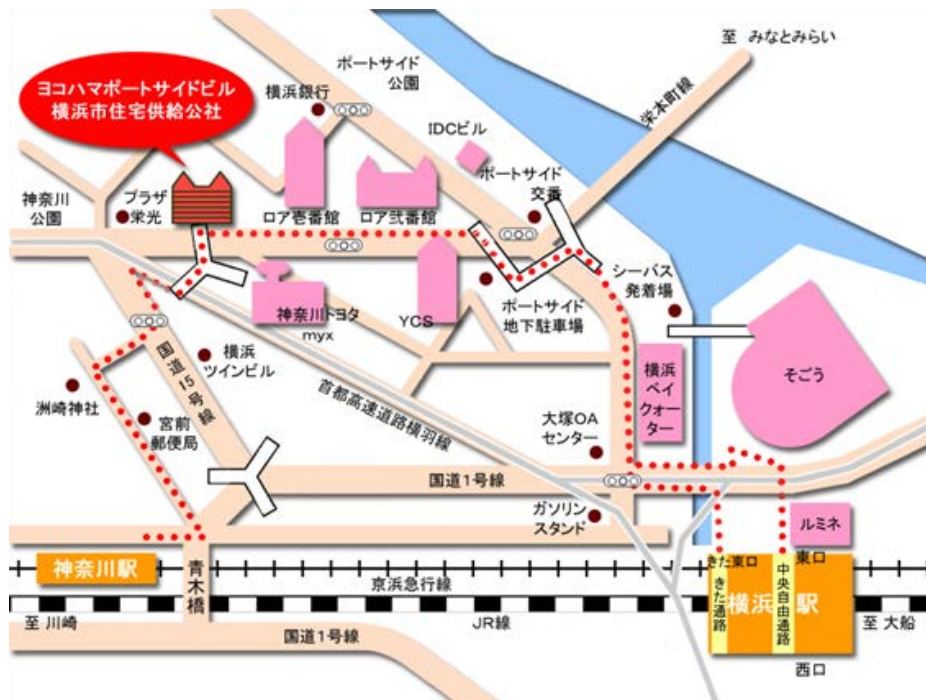 至 みなとみらい
ヨコハマポートサイドビル
横浜市住宅供給公社
横浜銀行
ポートサイド
公園
栄本町線
IDCビル
ポートサイド
交番
神奈川
公園
プラザ
栄光
ロア壱番館
ロア弐番館
シーバス
発着場
神奈川トヨタ
myx
YCS
ポートサイド
地下駐車場
国道15号線
横浜
ツインビル
首都高速道路横羽線
横浜
ベイ
クォー
ター
そごう
洲崎神社
宮前
郵便局
大塚OA
センター
国道1号線
ガソリン
スタンド
ルミネ
東口
神奈川駅
青木橋
京浜急行線
きた東口
きた通路
中央自由通路
横浜駅
至 川崎
JR線
至 大船
国道1号線
西口